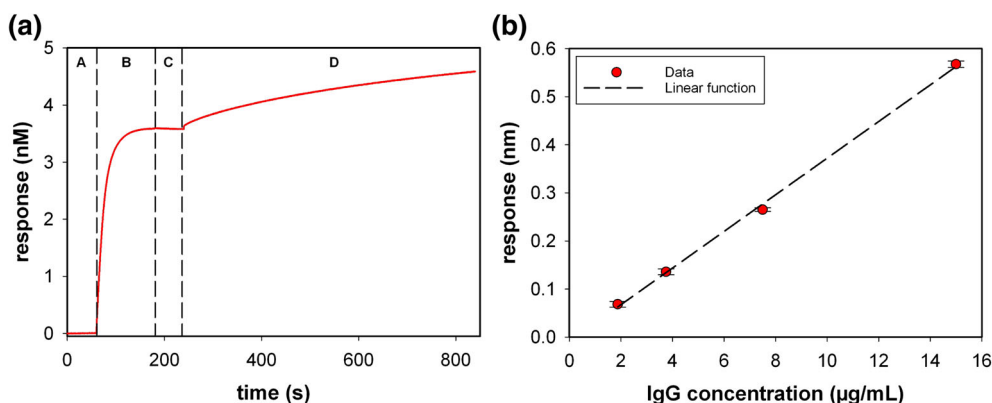 (a)
5
4
3
2
1
0
response (nM)
A B C D
0 200 400 600 800
time (s)
(b)
0.6
0.5
0.4
0.3
0.2
0.1
0.0
response (nm)
Data
Linear function
0 2 4 6 8 10 12 14 16
IgG concentration (µg/mL)